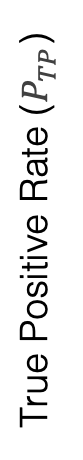 True Positive Rate (P_TP)